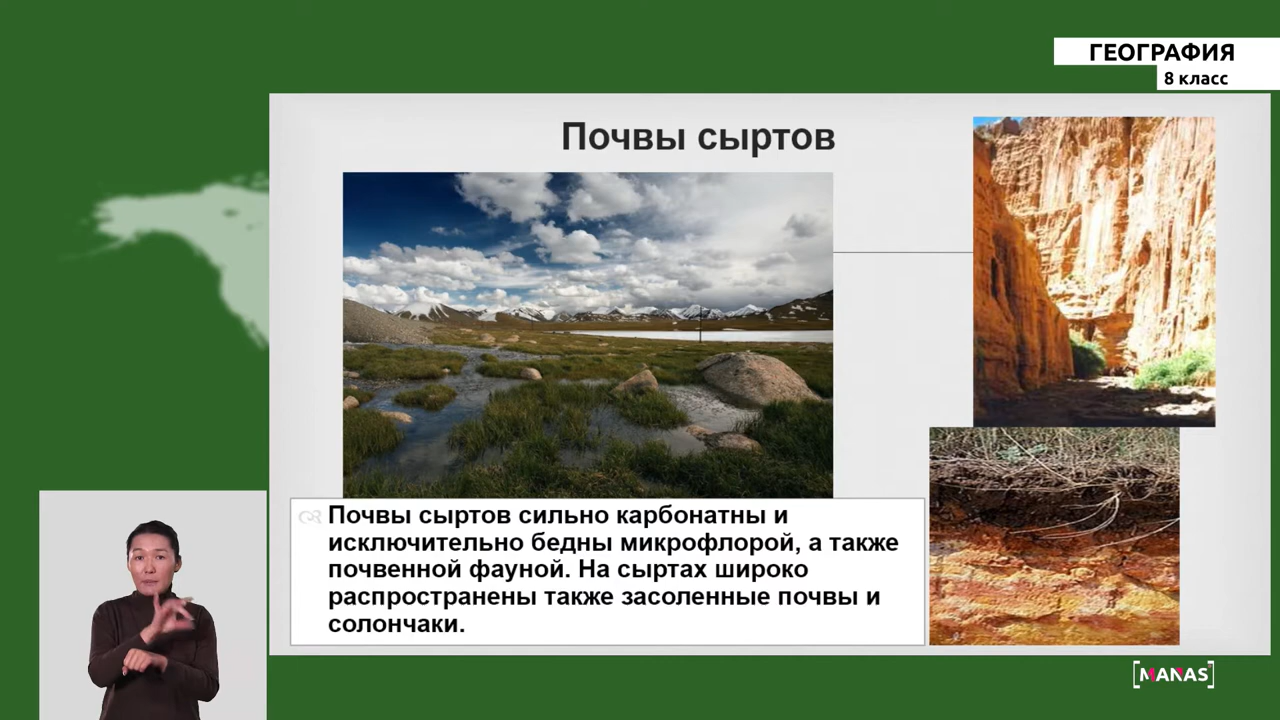 ГЕОГРАФИЯ
8 класс
Почвы сыртов
Почвы сыртов сильно карбонатны и
исключительно бедны микрофлорой, а также
почвенной фауной. На сыртах широко
распространены также засоленные почвы и
солончаки.
MANAS